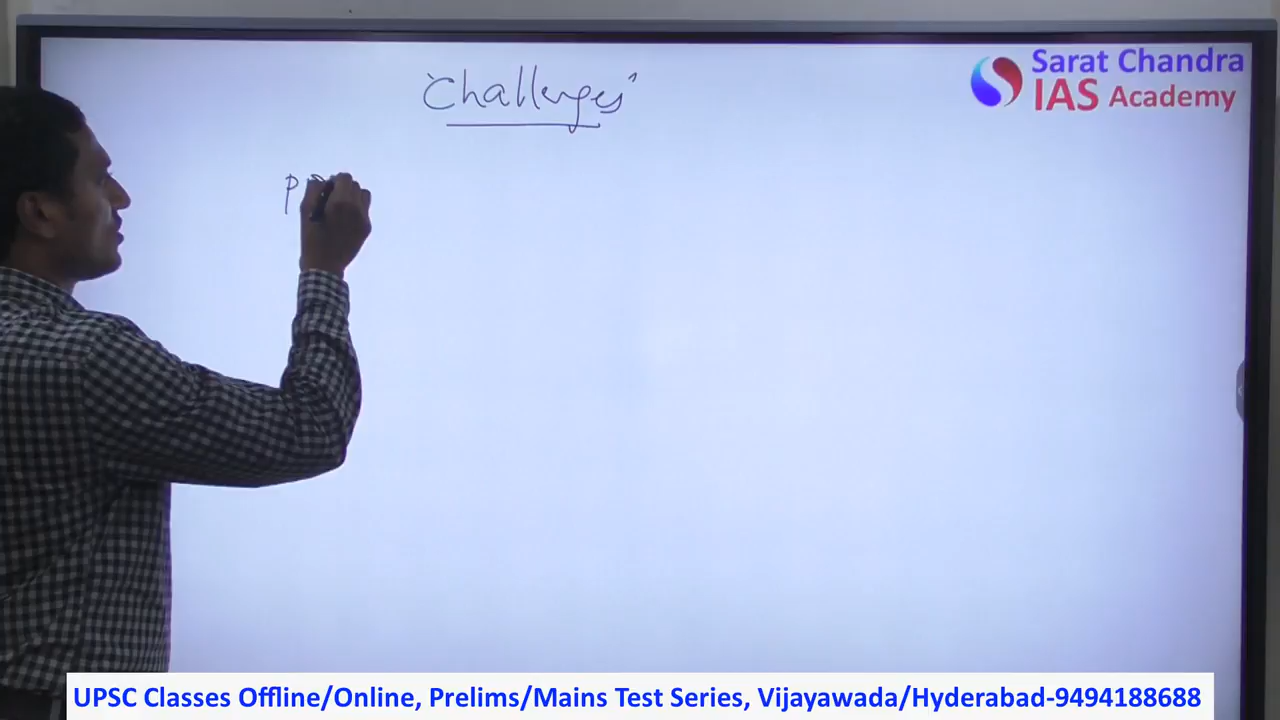 'Challenges'
Sarat Chandra
IAS Academy
P
UPSC Classes Offline/Online, Prelims/Mains Test Series, Vijayawada/Hyderabad-9494188688